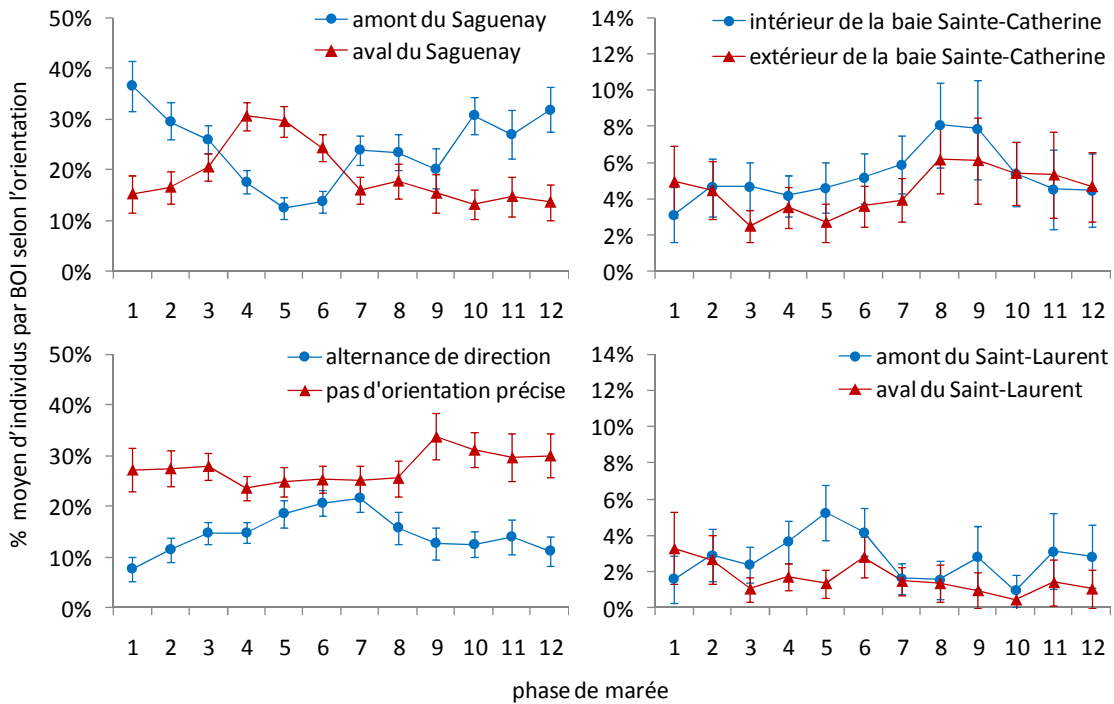 % moyen d'individus par BOI selon l'orientation
50%
40%
30%
20%
10%
0%
amont du Saguenay
aval du Saguenay
1 2 3 4 5 6 7 8 9 10 11 12
14%
12%
10%
8%
6%
4%
2%
0%
intérieur de la baie Sainte-Catherine
extérieur de la baie Sainte-Catherine
1 2 3 4 5 6 7 8 9 10 11 12
50%
40%
30%
20%
10%
0%
alternance de direction
pas d'orientation précise
1 2 3 4 5 6 7 8 9 10 11 12
14%
12%
10%
8%
6%
4%
2%
0%
amont du Saint-Laurent
aval du Saint-Laurent
1 2 3 4 5 6 7 8 9 10 11 12
phase de marée